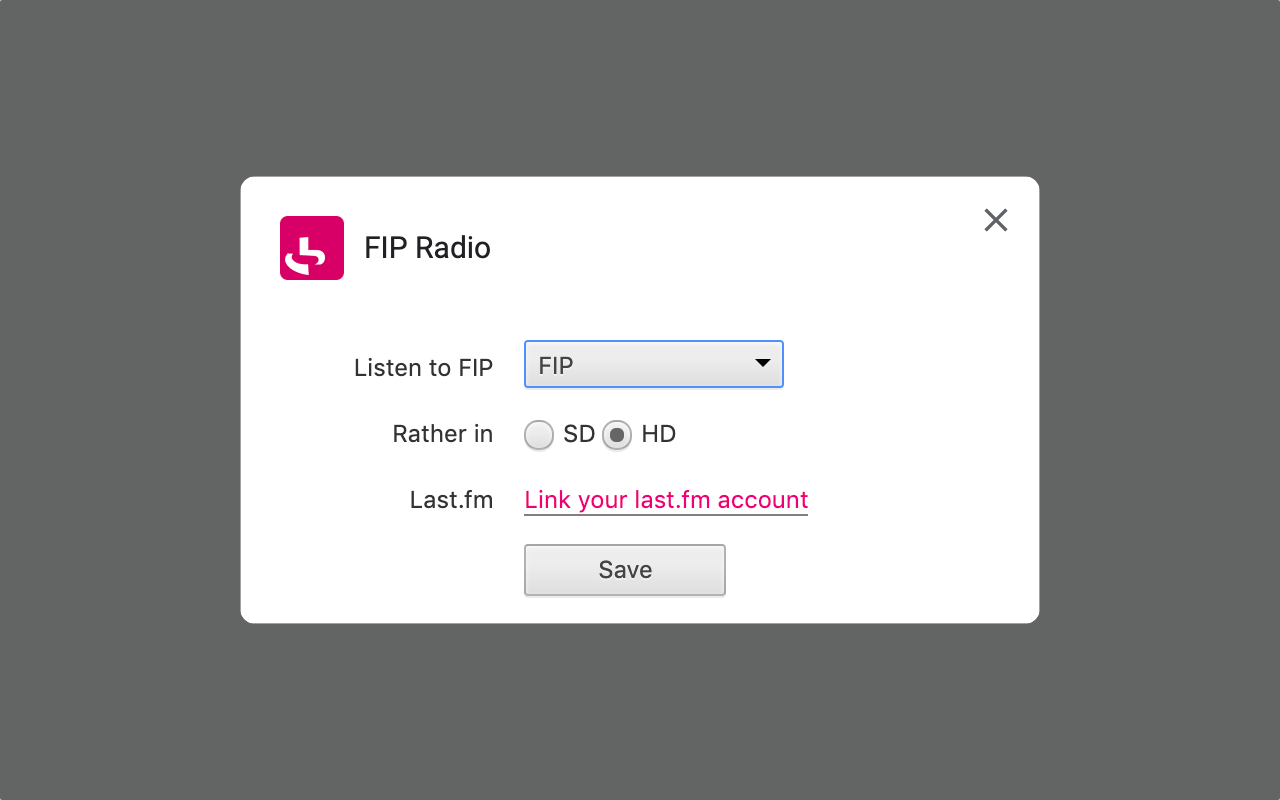 FIP Radio
Listen to FIP FIP
Rather in SD HD
Last.fm Link your last.fm account
Save